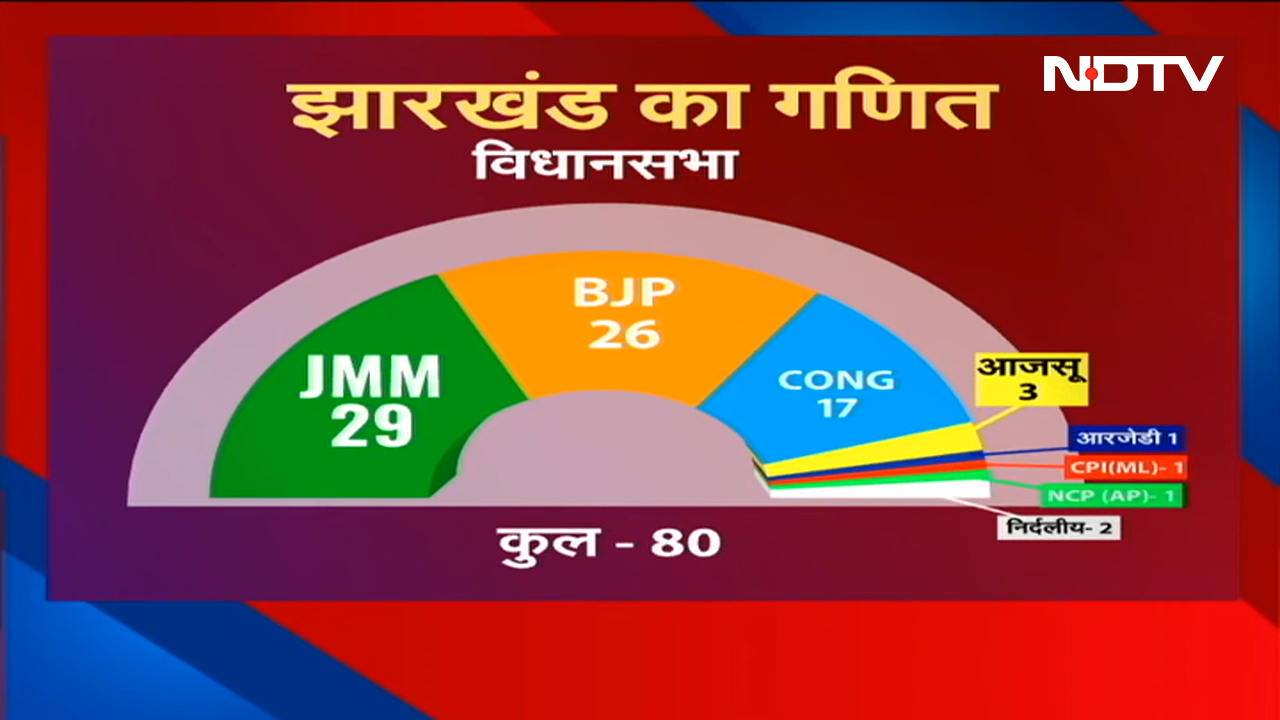 NDTV
झारखंड का गणित
विधानसभा
JMM
29
BJP
26
CONG
17
आजसू
3
आरजेडी 1
CPI(ML)- 1
NCP (AP)- 1
निर्दलीय- 2
कुल - 80